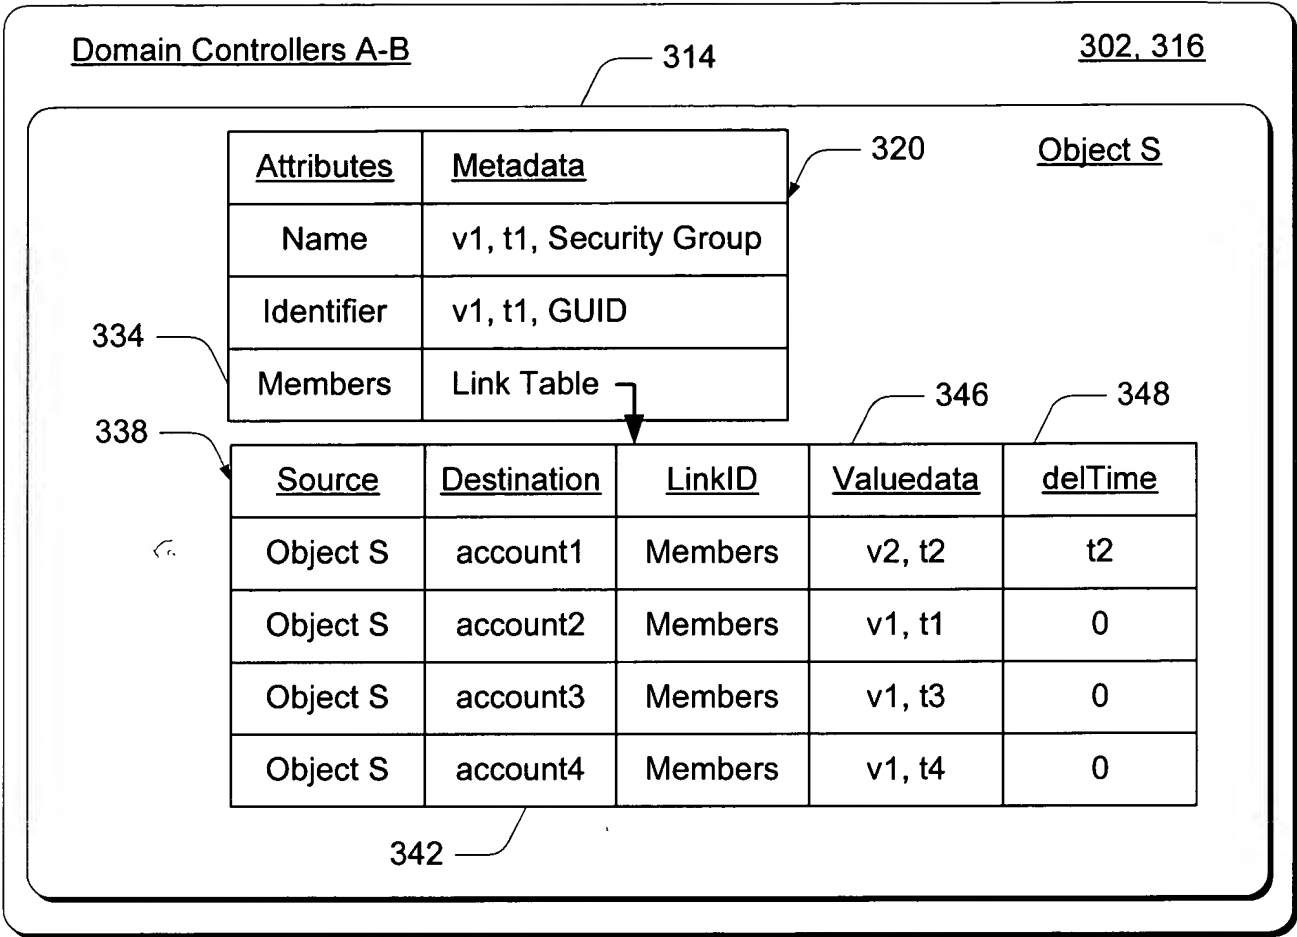 Domain Controllers A-B
302, 316
314
320
Object S
Attributes Metadata
Name v1, t1, Security Group
Identifier v1, t1, GUID
334
Members Link Table
346
348
338
Source Destination LinkID Valuedata delTime
Object S account1 Members v2, t2 t2
Object S account2 Members v1, t1 0
Object S account3 Members v1, t3 0
Object S account4 Members v1, t4 0
342